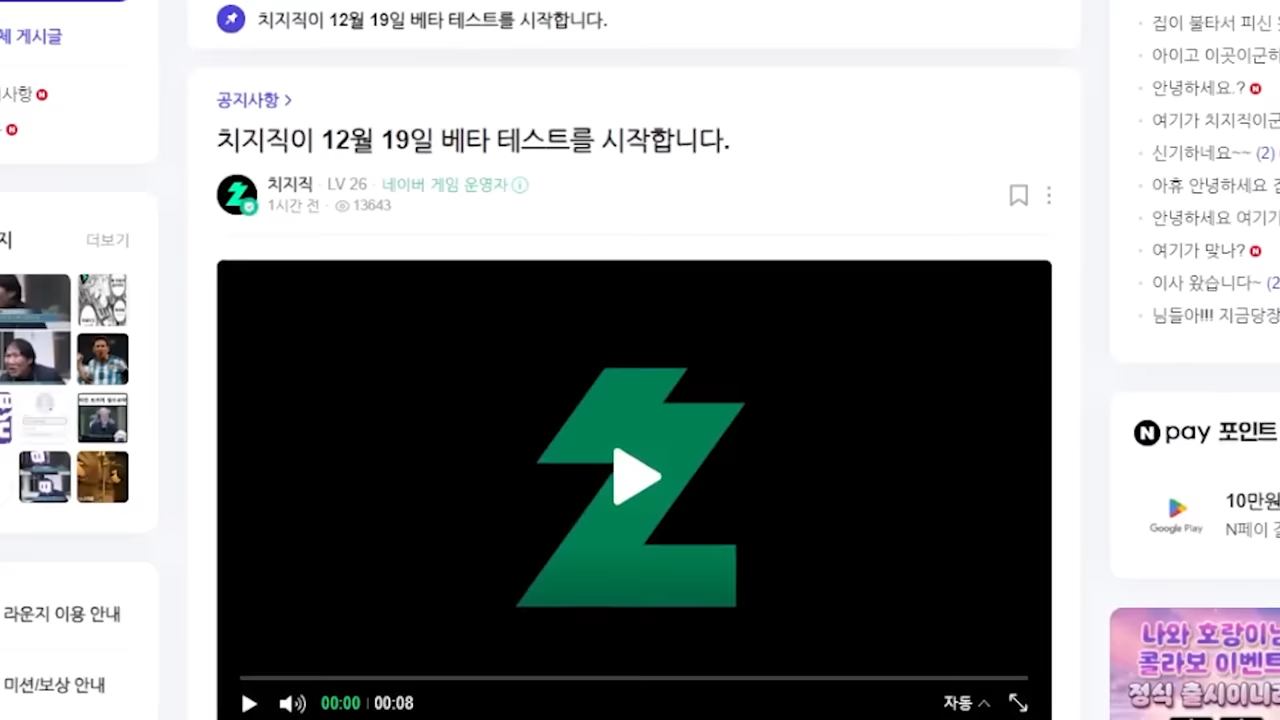 치지직이 12월 19일 베타 테스트를 시작합니다.
체 게시글
사항
공지사항 >
치지직이 12월 19일 베타 테스트를 시작합니다.
치지직 · LV 26 · 네이버 게임 운영자
1시간 전 · 13643
지
더보기
라운지 이용 안내
미션/보상 안내
00:00 | 00:08
자동
집이 불타서 피신
아이고 이곳이군하
안녕하세요.?
여기가 치지직이군
신기하네요~~ (2)
아휴 안녕하세요
안녕하세요 여기가
여기가 맞나?
이사 왔습니다~ (2
님들아!!! 지금당장
N pay 포인트
10만원
Google Play
N페이
나와 호랑이님
콜라보 이벤트
정식 출시이니라